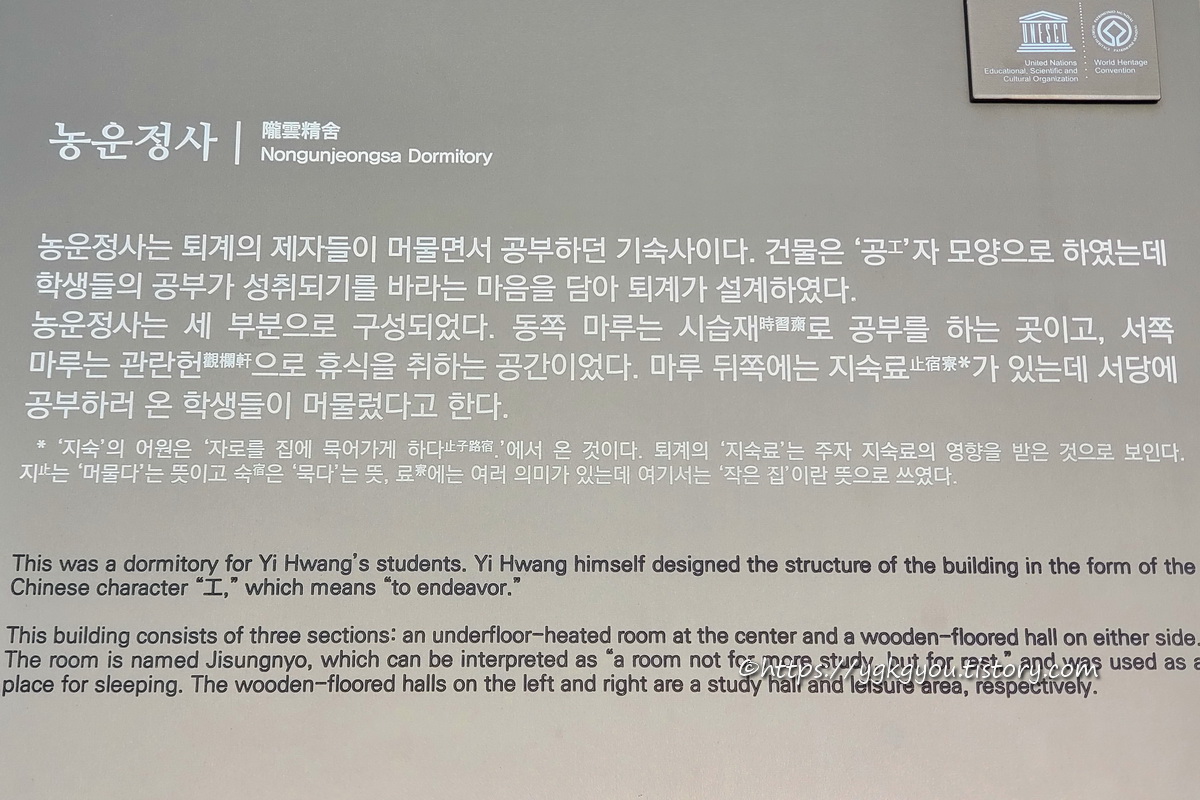 UNESCO
United Nations
Educational, Scientific and
Cultural Organization
World Heritage
Convention
농운정사
隴雲精舍
Nongunjeongsa Dormitory
농운정사는 퇴계의 제자들이 머물면서 공부하던 기숙사이다. 건물은 ‘공工’자 모양으로 하였는데
학생들의 공부가 성취되기를 바라는 마음을 담아 퇴계가 설계하였다.
농운정사는 세 부분으로 구성되었다. 동쪽 마루는 시습재時習齋로 공부를 하는 곳이고, 서쪽
마루는 관란헌觀欄軒으로 휴식을 취하는 공간이었다. 마루 뒤쪽에는 지숙료止宿寮*가 있는데 서당에
공부하러 온 학생들이 머물렀다고 한다.
* ‘지숙’의 어원은 ‘자로를 집에 묵어가게 하다止子路宿.’에서 온 것이다. 퇴계의 ‘지숙료’는 주자 지숙료의 영향을 받은 것으로 보인다.
지止는 ‘머물다’는 뜻이고 숙宿은 ‘묵다’는 뜻, 료寮에는 여러 의미가 있는데 여기서는 ‘작은 집’이란 뜻으로 쓰였다.
This was a dormitory for Yi Hwang’s students. Yi Hwang himself designed the structure of the building in the form of the
Chinese character “工,” which means “to endeavor.”
This building consists of three sections: an underfloor-heated room at the center and a wooden-floored hall on either side.
The room is named Jisungnyo, which can be interpreted as “a room not for more study, but for rest,” and was used as a
place for sleeping. The wooden-floored halls on the left and right are a study hall and leisure area, respectively.
©https://ygkgyou.tistory.com